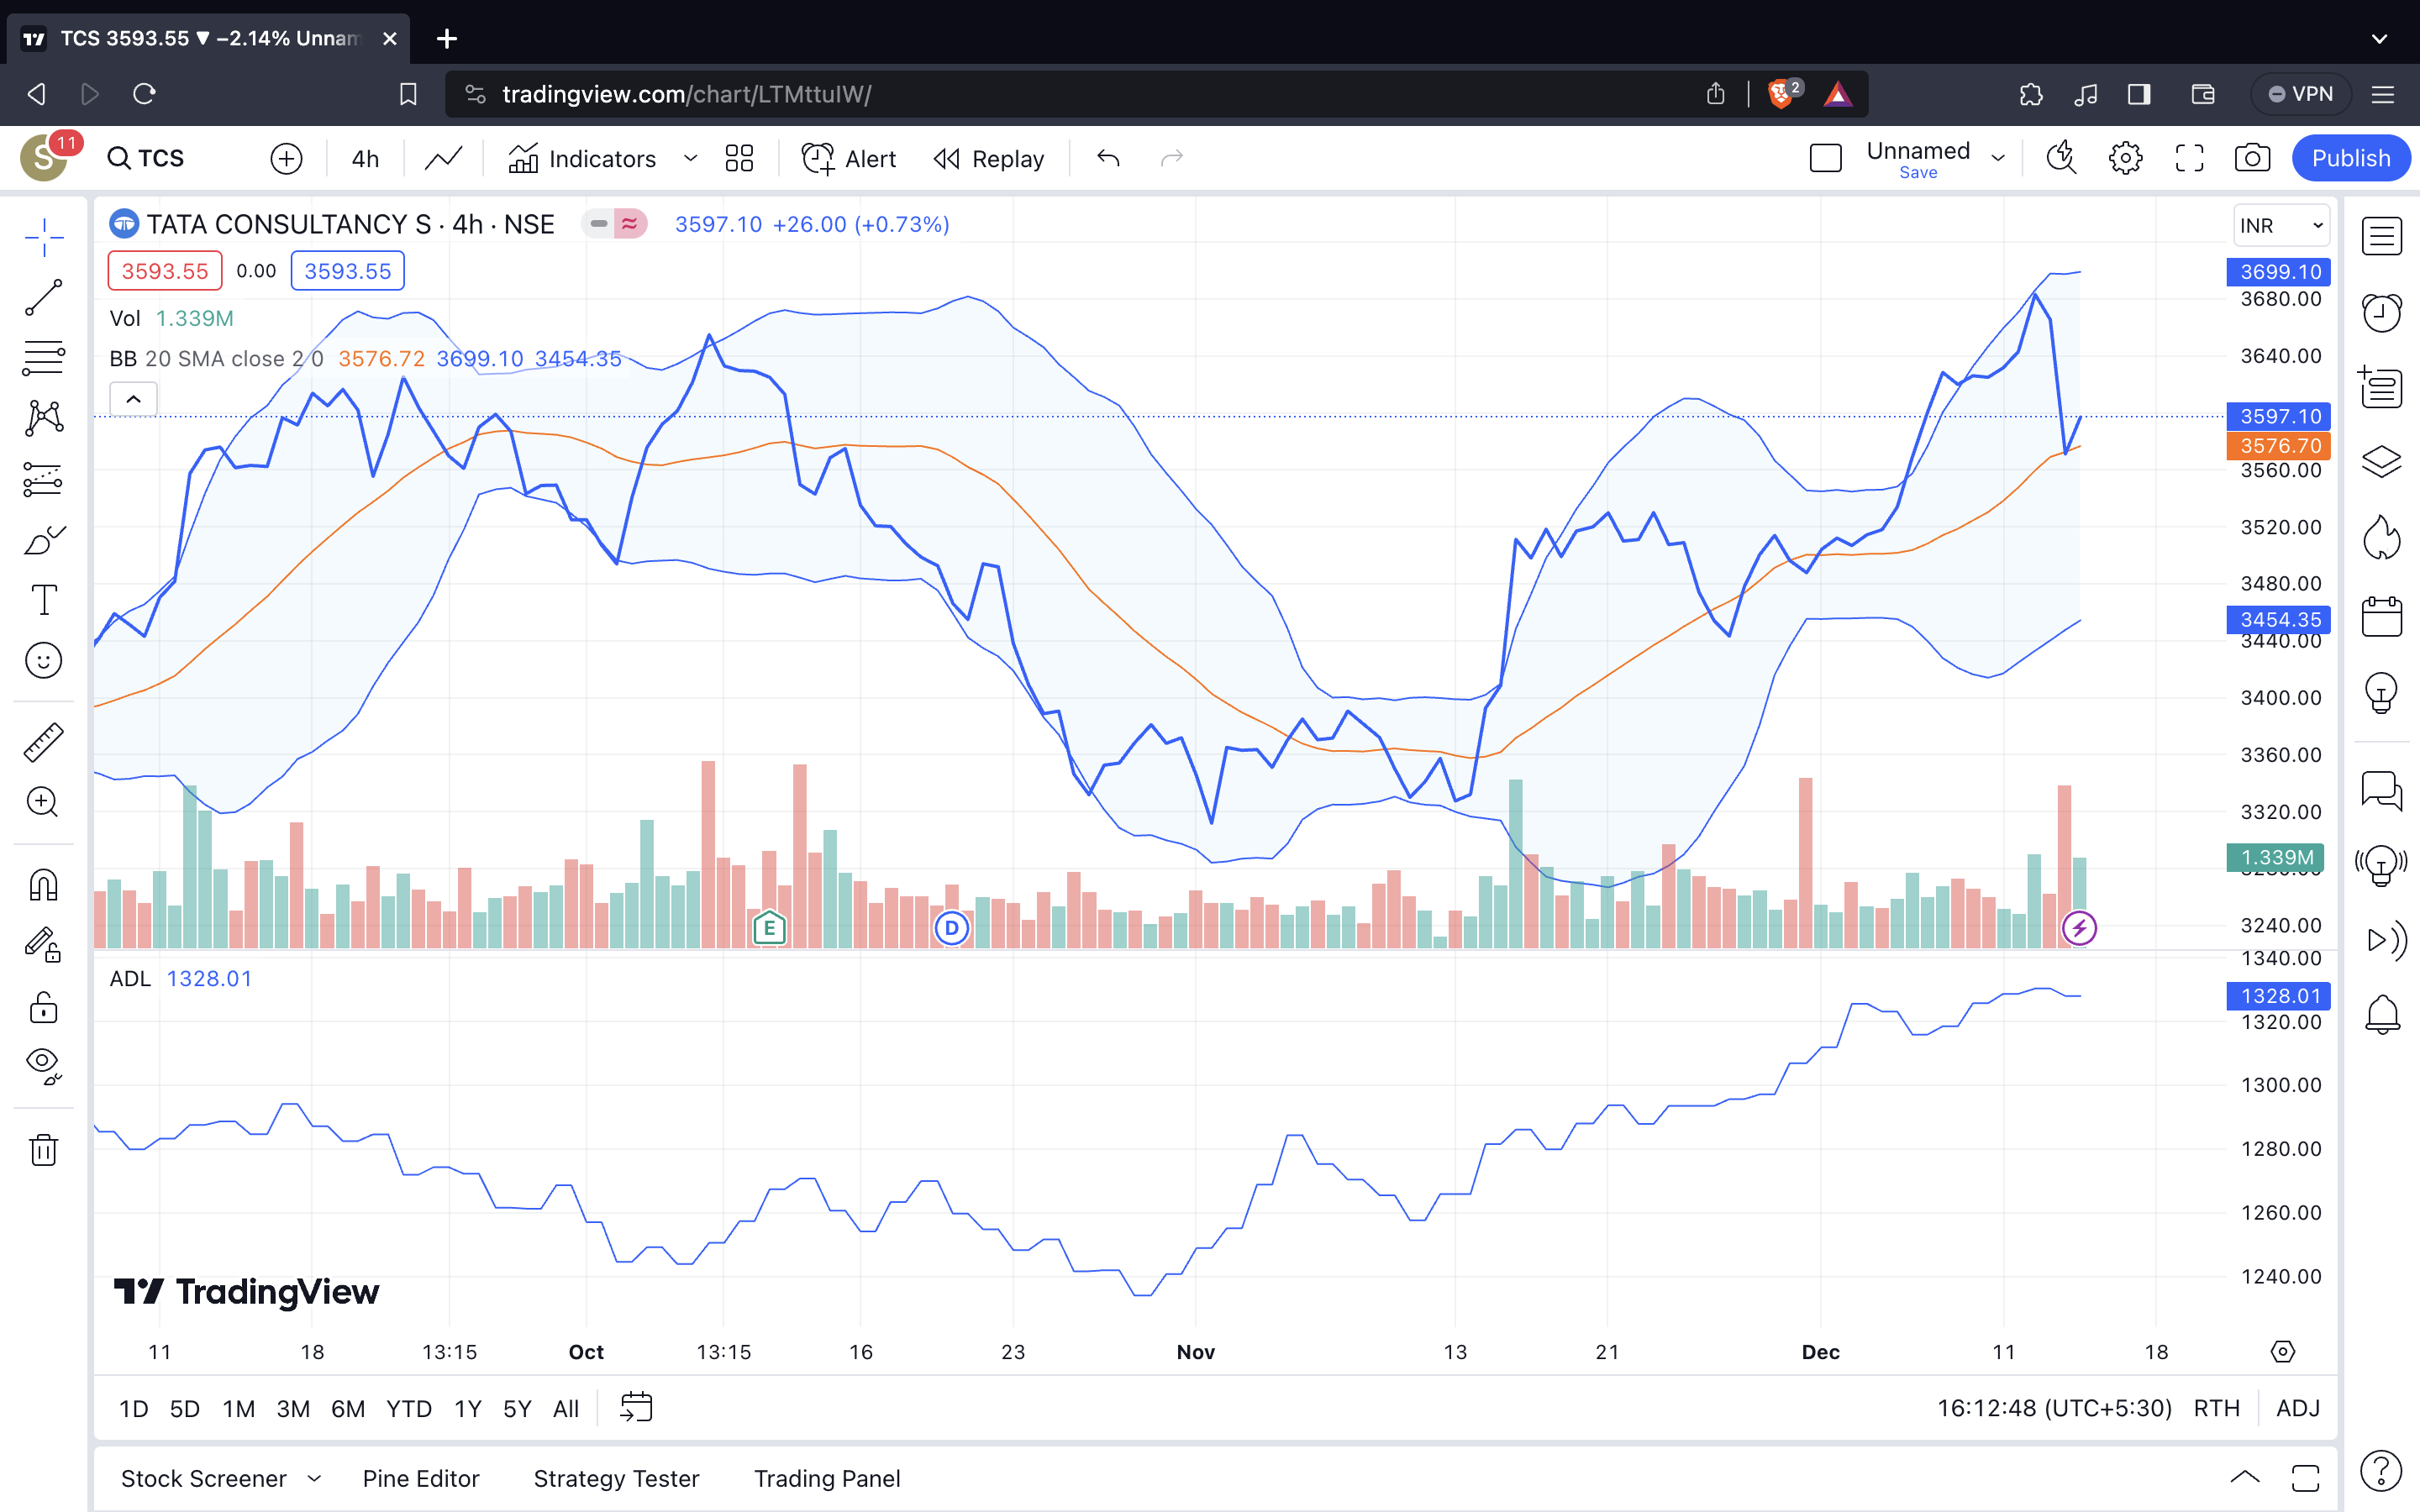 TCS 3593.55 ▼ −2.14% Unnam
tradingview.com/chart/LTMttuIW/
2
VPN
S
11
TCS
4h
Indicators
Alert
Replay
Unnamed
Save
Publish
TATA CONSULTANCY S · 4h · NSE
3597.10 +26.00 (+0.73%)
INR
3593.55
0.00
3593.55
Vol 1.339M
BB 20 SMA close 2 0 3576.72 3699.10 3454.35
3699.10
3680.00
3640.00
3597.10
3576.70
3560.00
3520.00
3480.00
3454.35
3440.00
3400.00
3360.00
3320.00
1.339M
3240.00
E
D
ADL 1328.01
1340.00
1328.01
1320.00
1300.00
1280.00
1260.00
1240.00
TradingView
11 18 13:15 Oct 13:15 16 23 Nov 13 21 Dec 11 18
1D 5D 1M 3M 6M YTD 1Y 5Y All
16:12:48 (UTC+5:30) RTH ADJ
Stock Screener Pine Editor Strategy Tester Trading Panel